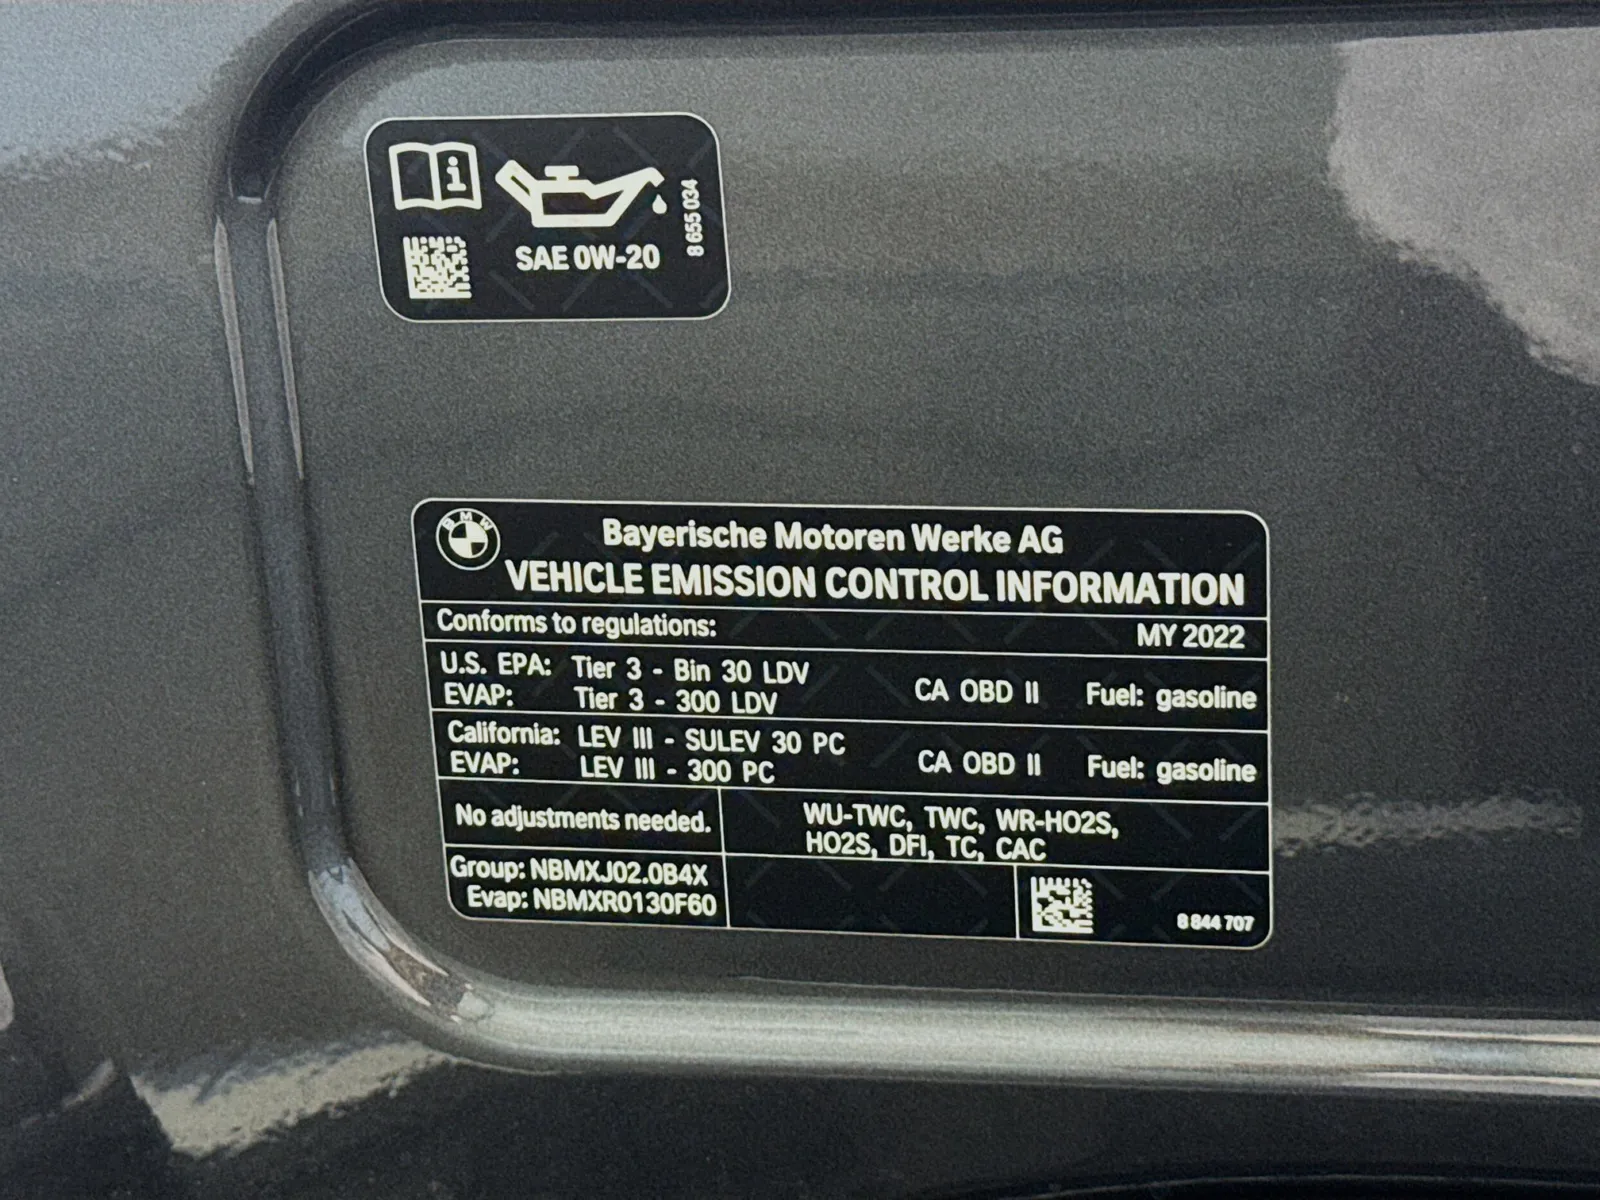 i
SAE 0W-20
8 655 034
BMW
Bayerische Motoren Werke AG
VEHICLE EMISSION CONTROL INFORMATION
Conforms to regulations: MY 2022
U.S. EPA: Tier 3 - Bin 30 LDV
EVAP: Tier 3 - 300 LDV
CA OBD II Fuel: gasoline
California: LEV III - SULEV 30 PC
EVAP: LEV III - 300 PC
CA OBD II Fuel: gasoline
No adjustments needed.
WU-TWC, TWC, WR-HO2S,
HO2S, DFI, TC, CAC
Group: NBMXJ02.0B4X
Evap: NBMXR0130F60
8 844 707